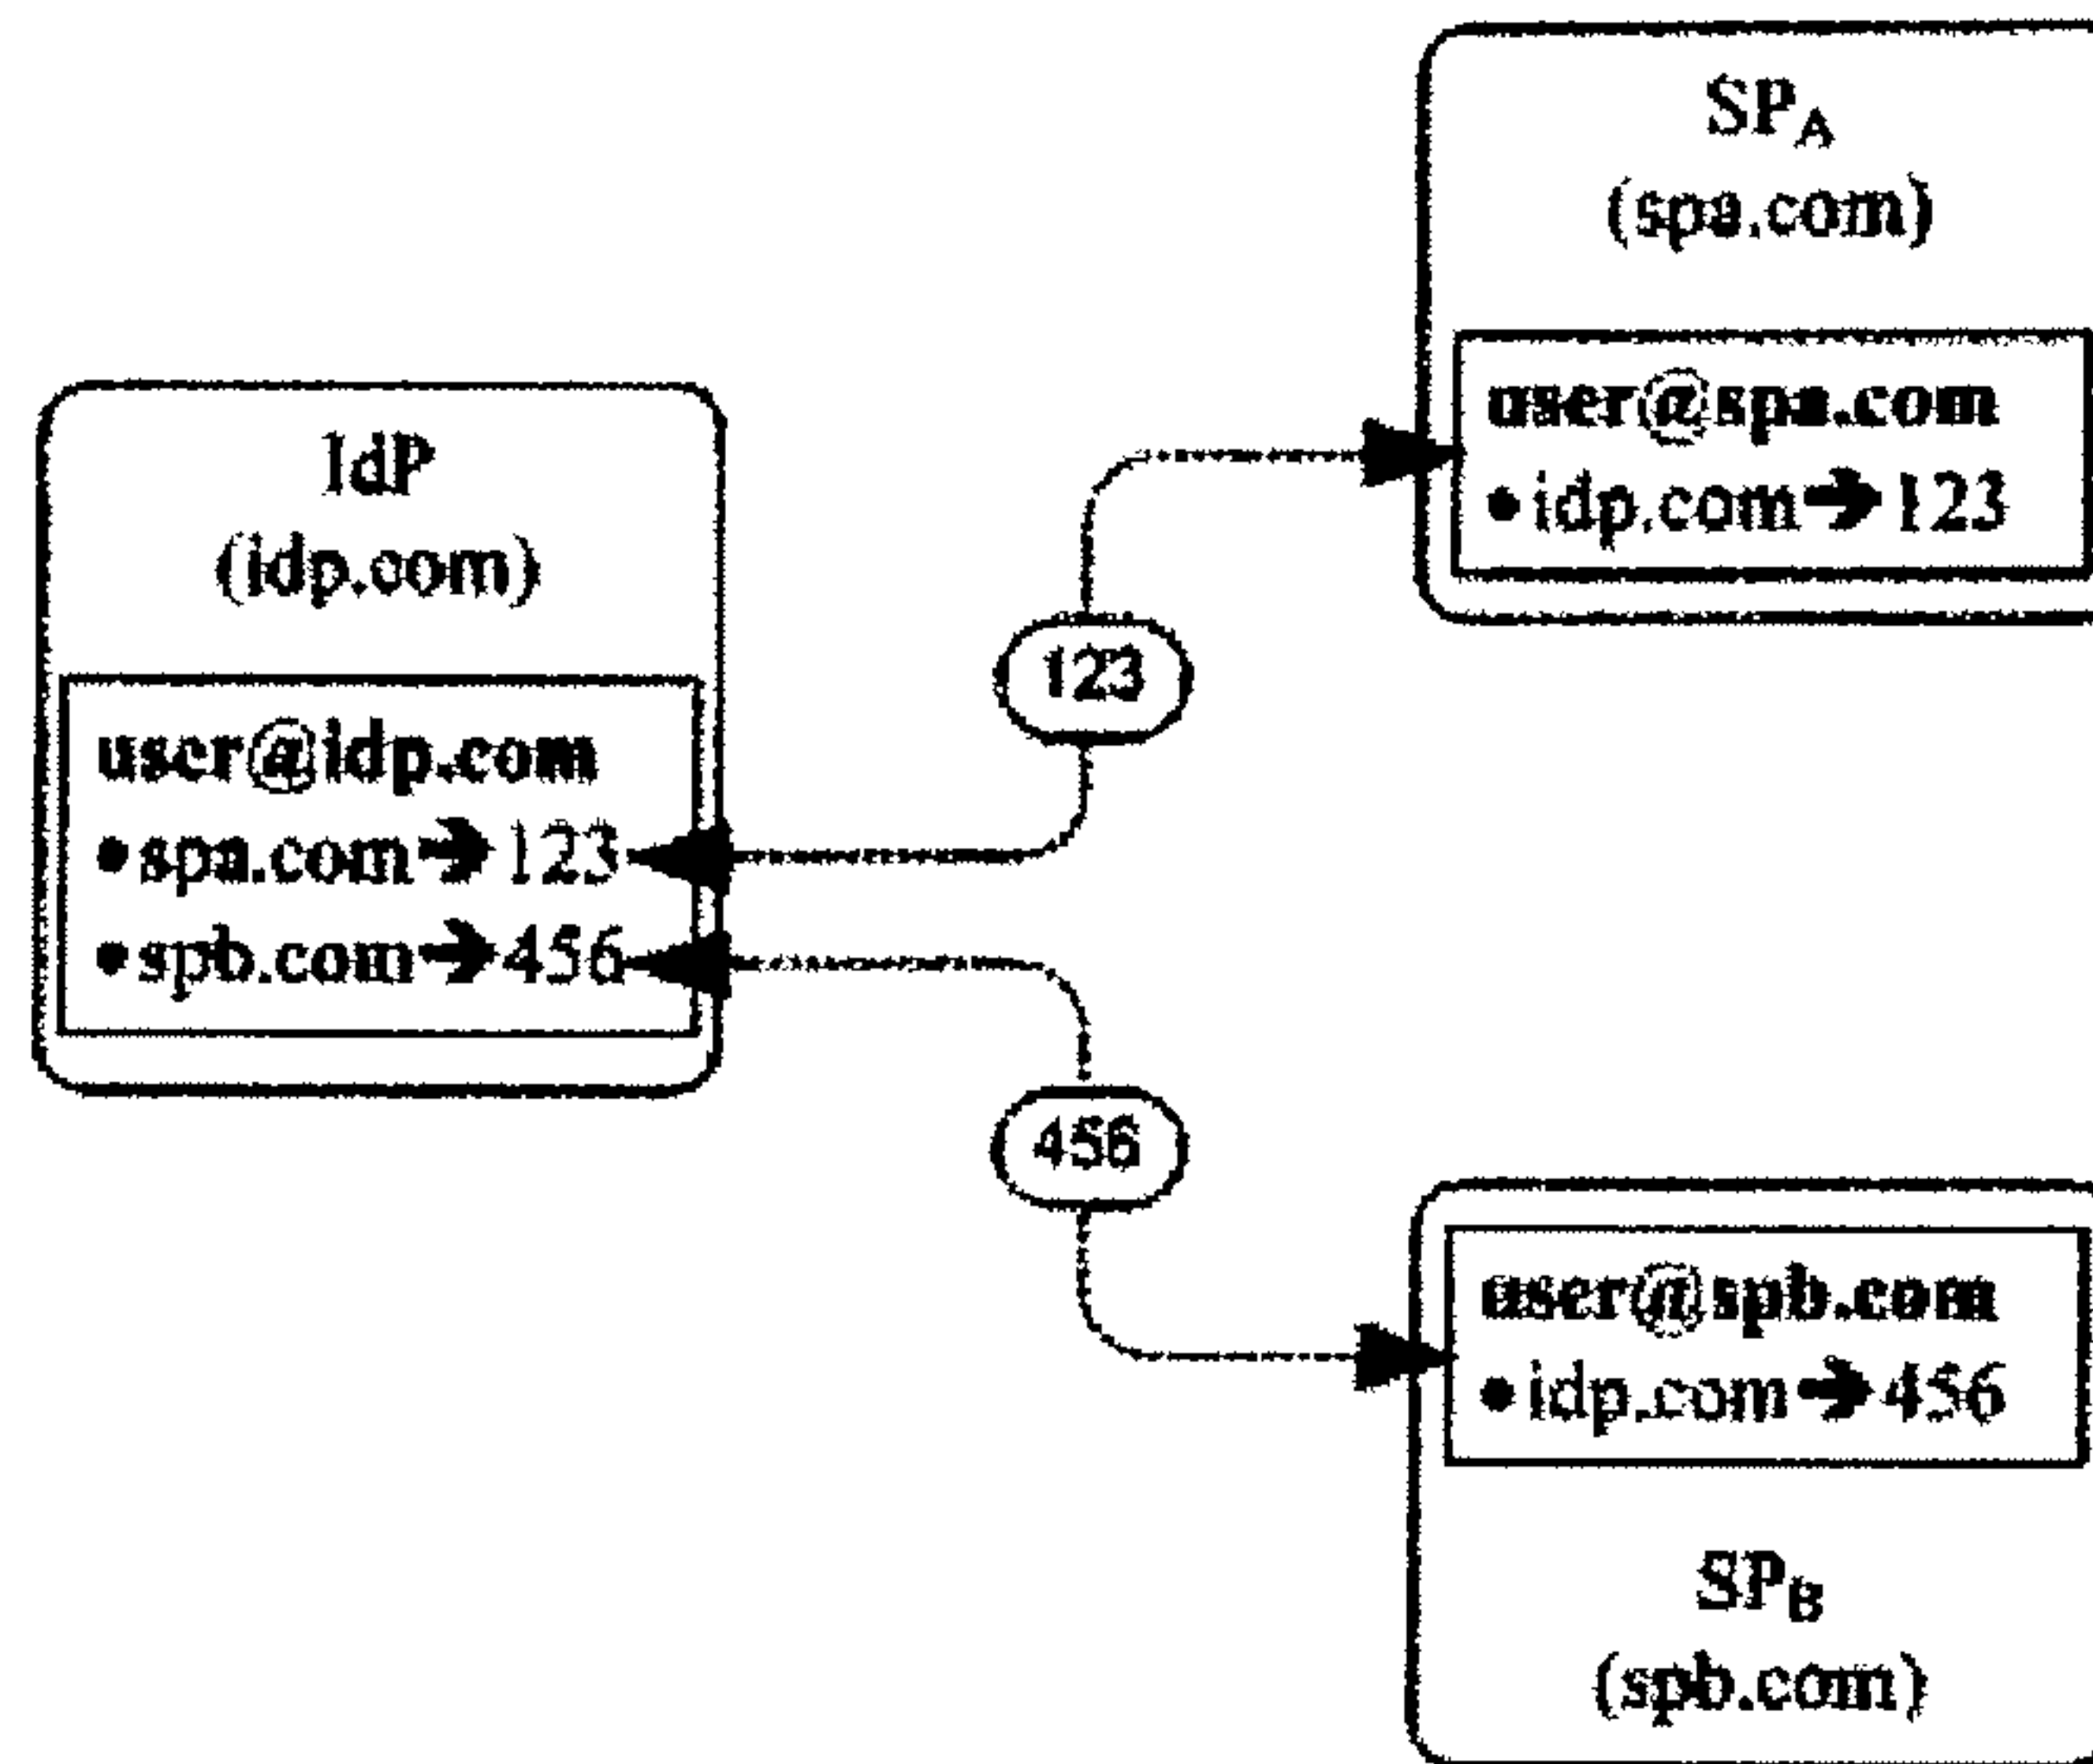 IdP
(idp.com)
user@idp.com
•spa.com➔123
•spb.com➔456
123
456
SPA
(spa.com)
user@spa.com
•idp.com➔123
user@spb.com
•idp.com➔456
SPB
(spb.com)